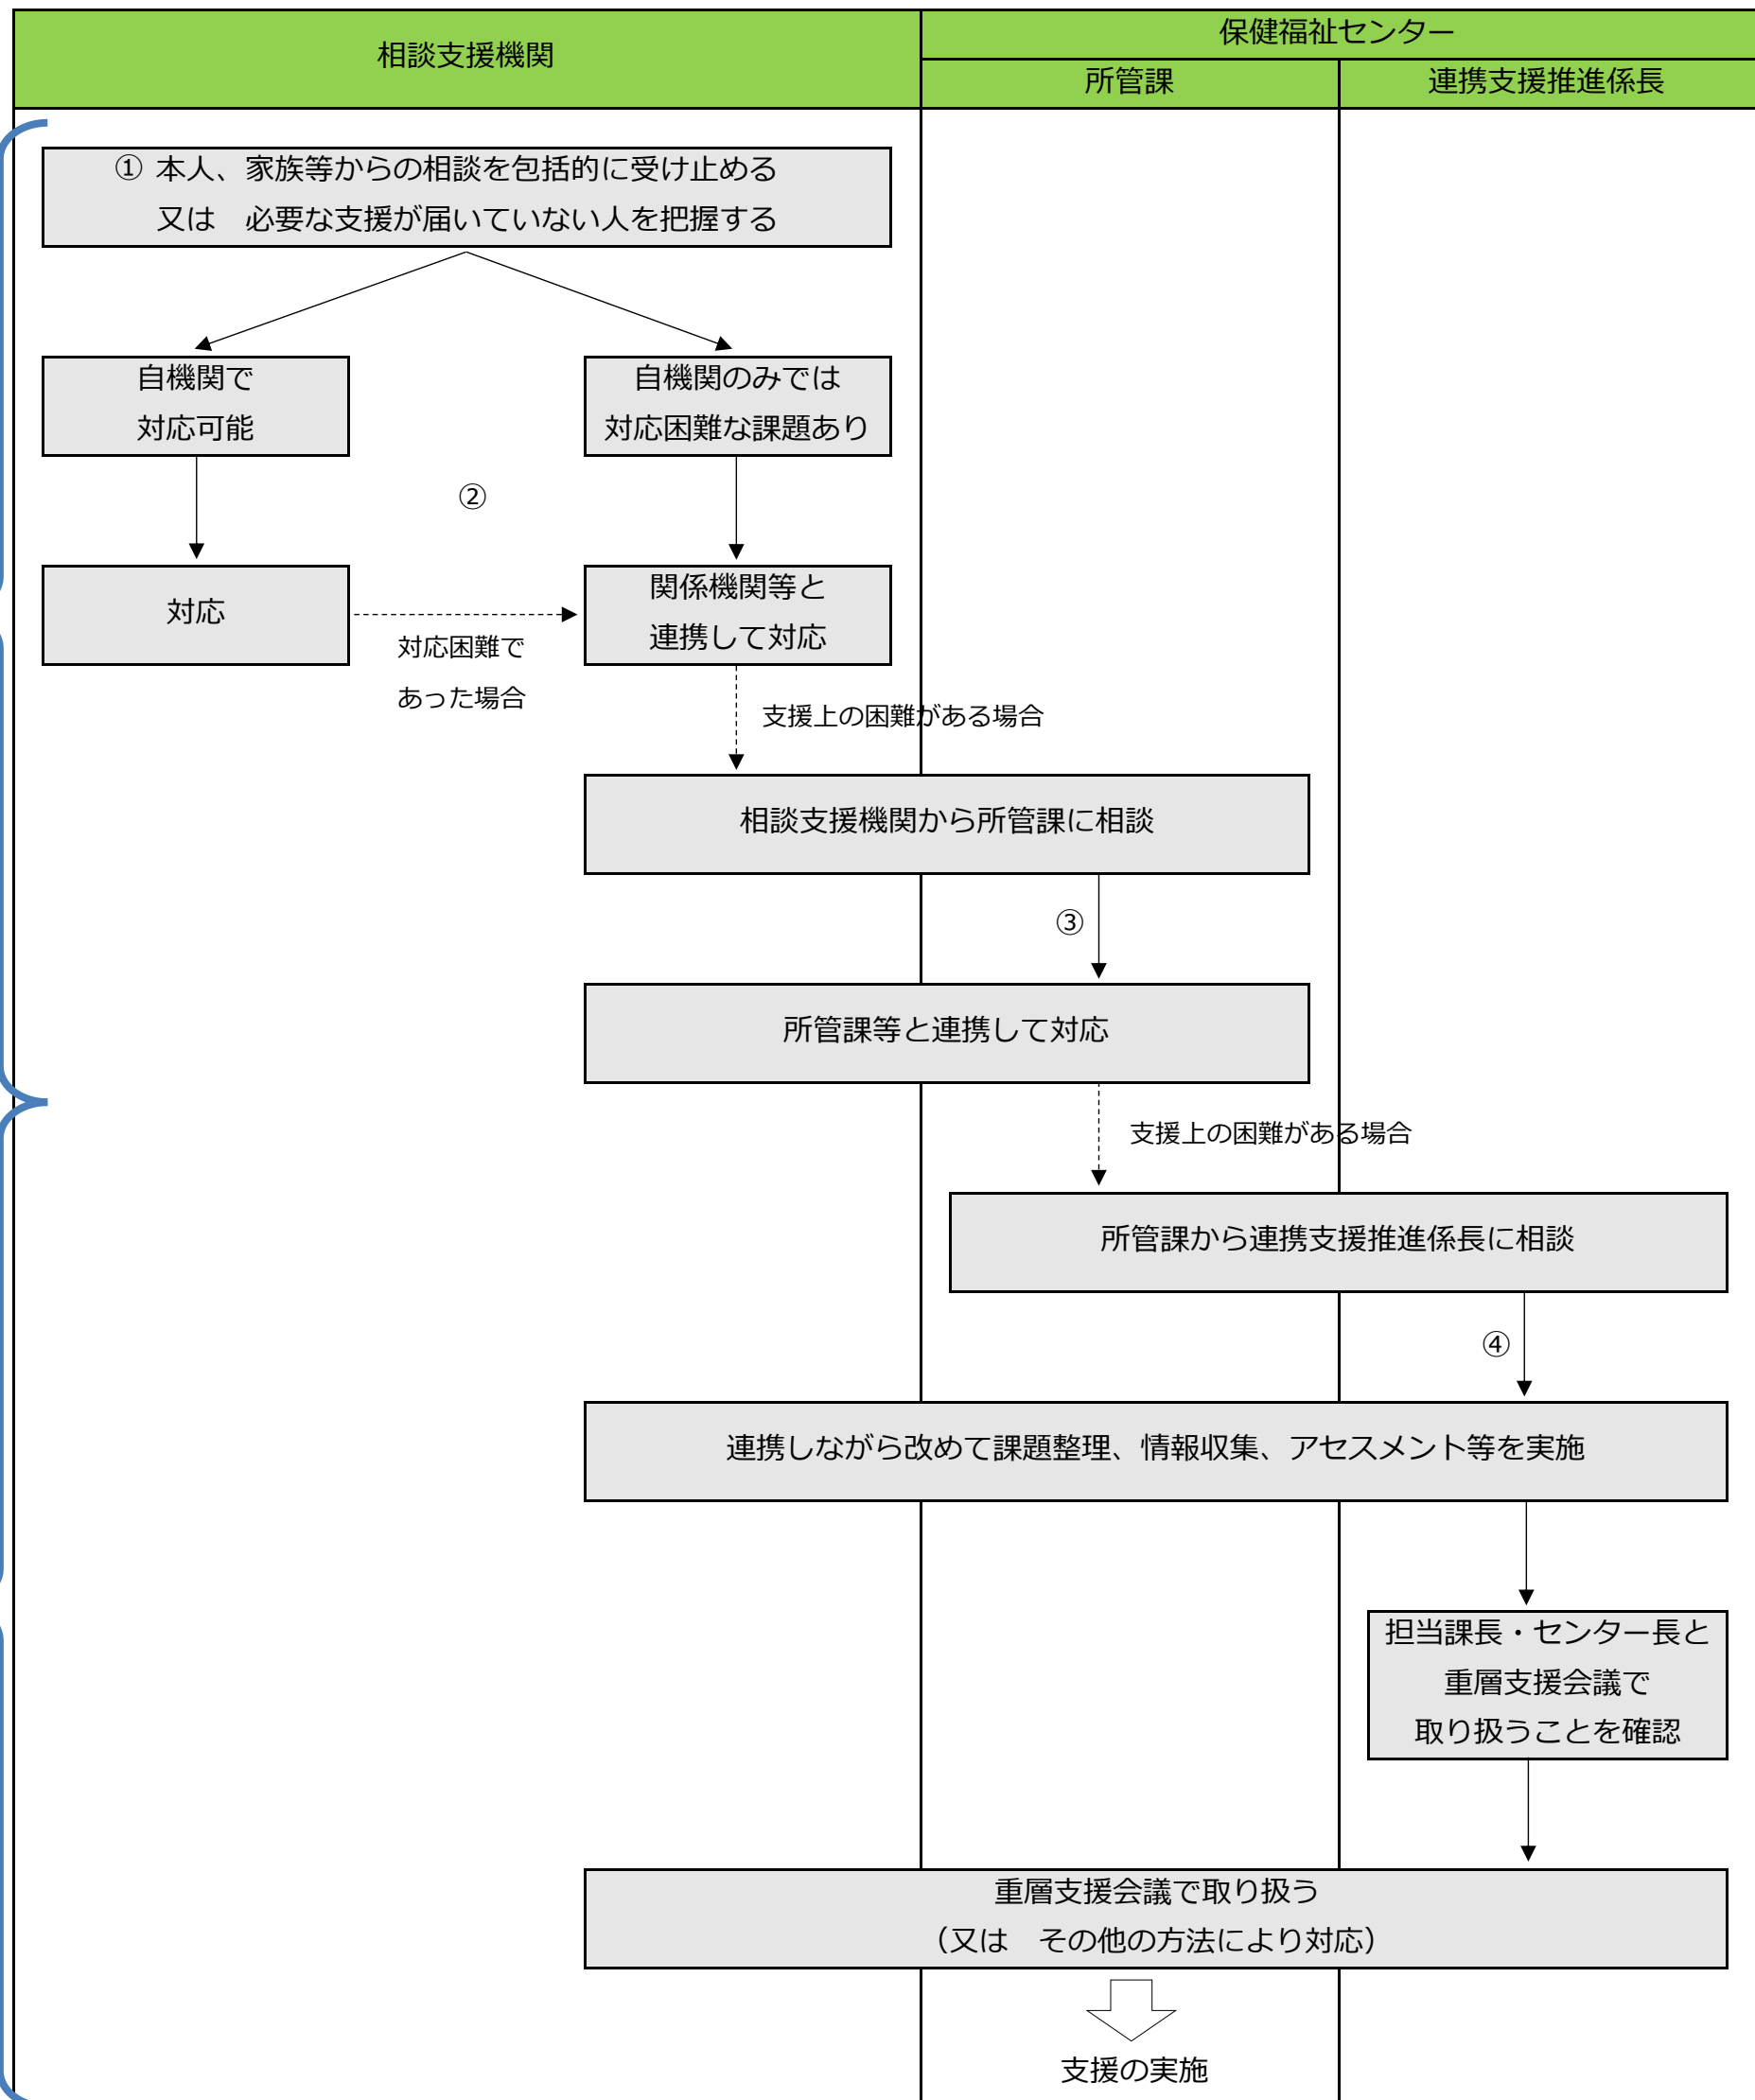 相談支援機関
保健福祉センター
所管課
連携支援推進係長
① 本人、家族等からの相談を包括的に受け止める
又は　必要な支援が届いていない人を把握する
自機関で
対応可能
自機関のみでは
対応困難な課題あり
②
対応
対応困難で
あった場合
関係機関等と
連携して対応
支援上の困難がある場合
相談支援機関から所管課に相談
③
所管課等と連携して対応
支援上の困難がある場合
所管課から連携支援推進係長に相談
④
連携しながら改めて課題整理、情報収集、アセスメント等を実施
担当課長・センター長と
重層支援会議で
取り扱うことを確認
重層支援会議で取り扱う
（又は　その他の方法により対応）
支援の実施